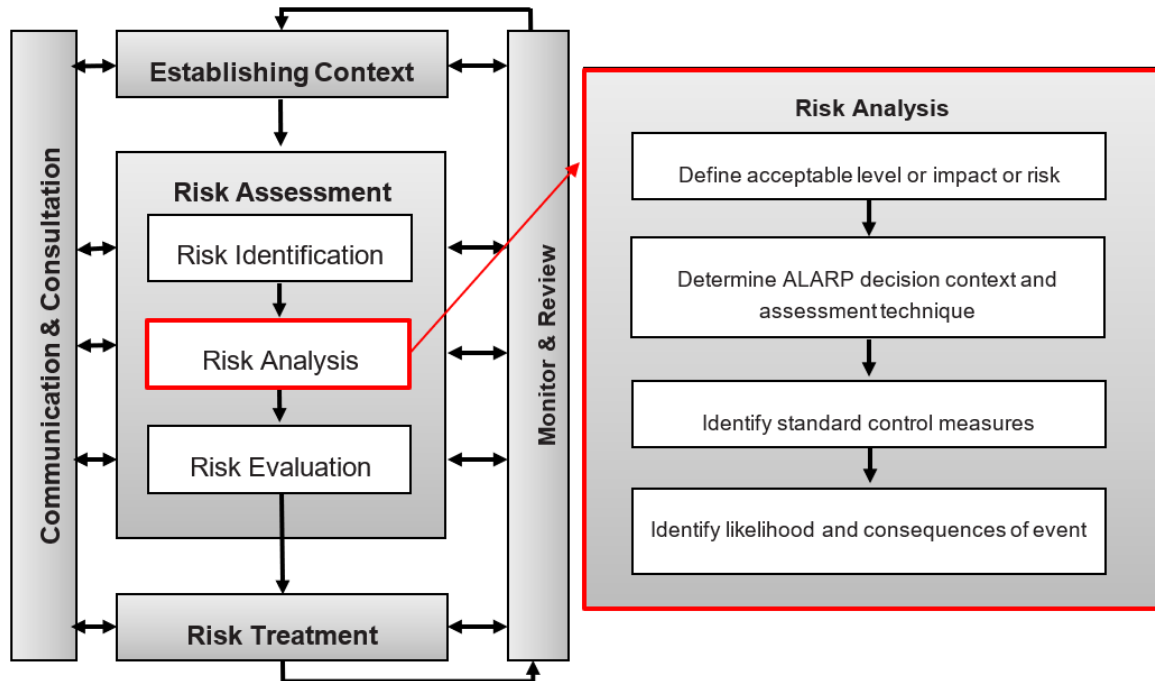 Communication & Consultation
Establishing Context
Risk Assessment
Risk Identification
Risk Analysis
Risk Evaluation
Risk Treatment
Monitor & Review
Risk Analysis
Define acceptable level or impact or risk
Determine ALARP decision context and
assessment technique
Identify standard control measures
Identify likelihood and consequences of event